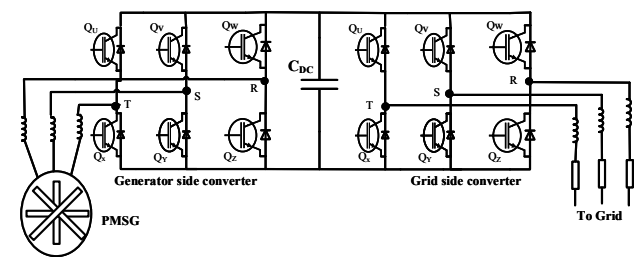 QU QV QW QU QV QW
CDC
R R
S S
T T
QX QY QZ QX QY QZ
Generator side converter Grid side converter
PMSG To Grid